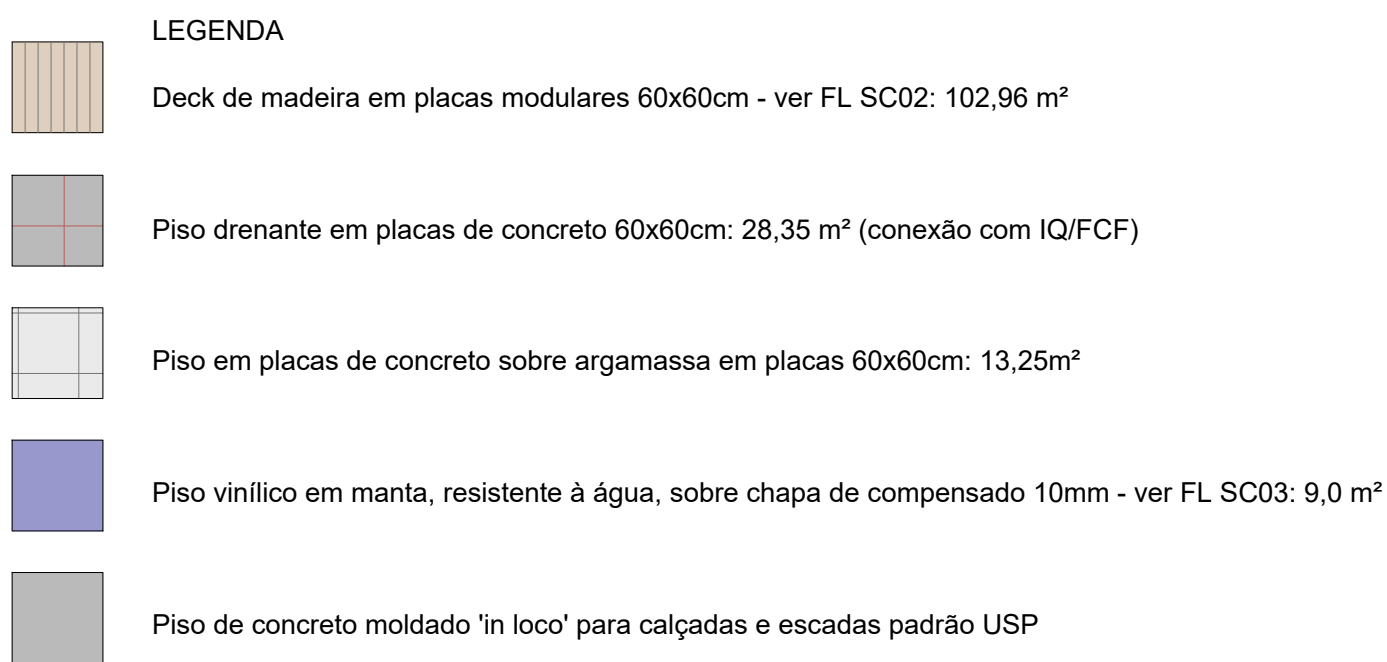 LEGENDA
Deck de madeira em placas modulares 60x60cm - ver FL SC02: 102,96 m²
Piso drenante em placas de concreto 60x60cm: 28,35 m² (conexão com IQ/FCF)
Piso em placas de concreto sobre argamassa em placas 60x60cm: 13,25m²
Piso vinílico em manta, resistente à água, sobre chapa de compensado 10mm - ver FL SC03: 9,0 m²
Piso de concreto moldado 'in loco' para calçadas e escadas padrão USP